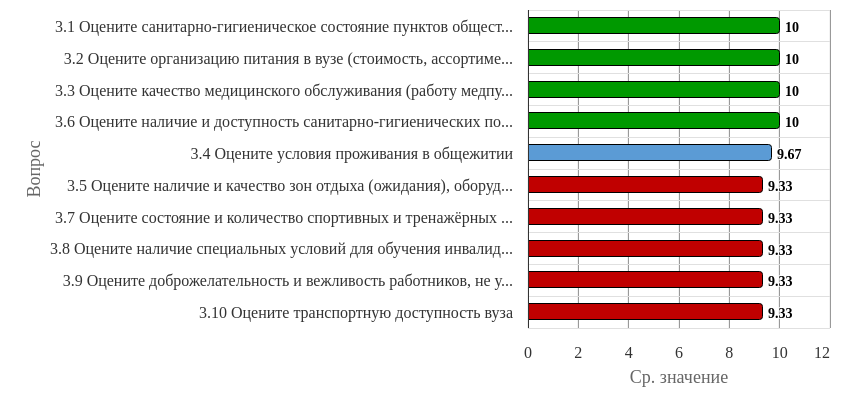 3.1 Оцените санитарно-гигиеническое состояние пунктов общест... 10
3.2 Оцените организацию питания в вузе (стоимость, ассортиме... 10
3.3 Оцените качество медицинского обслуживания (работу медпу... 10
3.6 Оцените наличие и доступность санитарно-гигиенических по... 10
3.4 Оцените условия проживания в общежитии 9.67
3.5 Оцените наличие и качество зон отдыха (ожидания), оборуд... 9.33
3.7 Оцените состояние и количество спортивных и тренажёрных ... 9.33
3.8 Оцените наличие специальных условий для обучения инвалид... 9.33
3.9 Оцените доброжелательность и вежливость работников, не у... 9.33
3.10 Оцените транспортную доступность вуза 9.33
Вопрос
0 2 4 6 8 10 12
Ср. значение